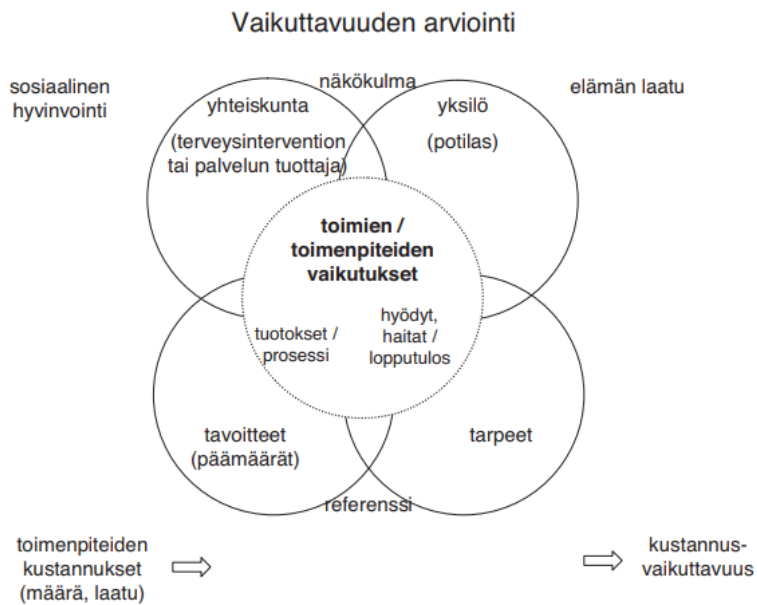 Vaikuttavuuden arviointi
sosiaalinen
hyvinvointi
näkökulma
elämän laatu
yhteiskunta
(terveysintervention
tai palvelun tuottaja)
yksilö
(potilas)
toimien /
toimenpiteiden
vaikutukset
tuotokset /
prosessi
hyödyt,
haitat /
lopputulos
tavoitteet
(päämäärät)
tarpeet
referenssi
toimenpiteiden
kustannukset
(määrä, laatu)
kustannus-
vaikuttavuus